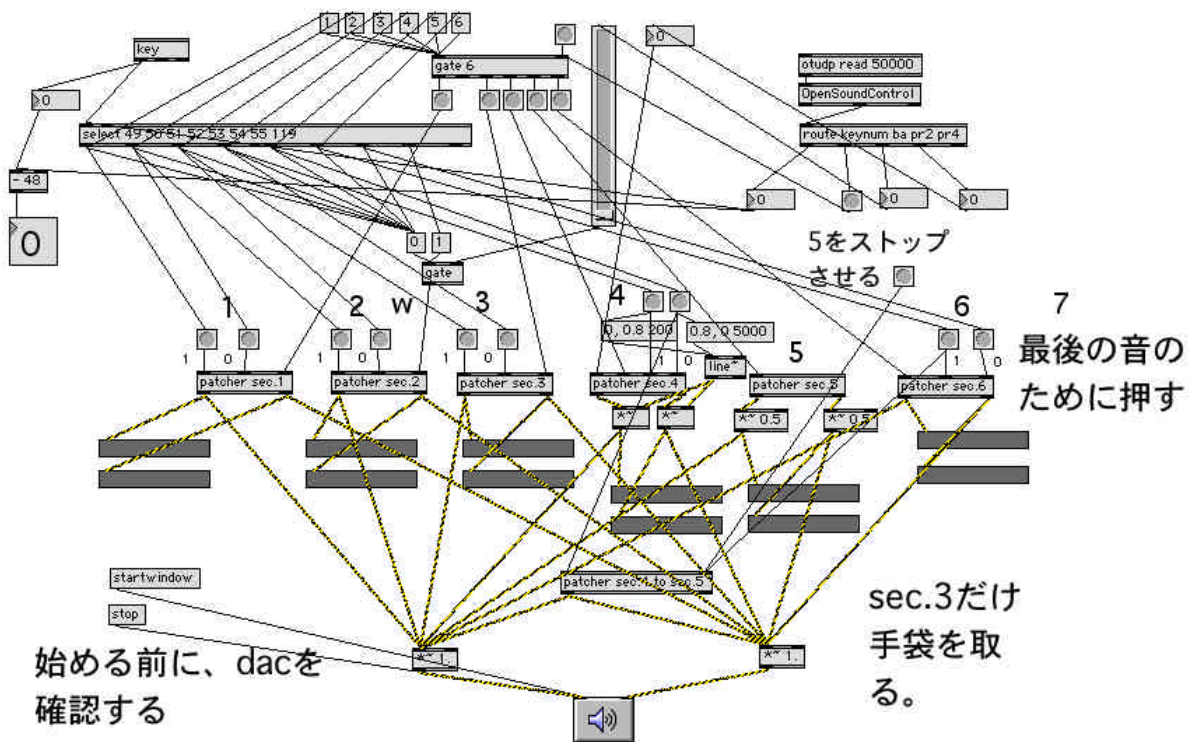 1 2 3 4 5 6
key
gate 6
0
otudp read 50000
OpenSoundControl
0
select 49 50 51 52 53 54 55 119
route keynum ba pr2 pr4
- 48
0 0 0
0
0 1
gate
5をストップ
させる
1 2 w 3 4 5 6 7
0, 0.8 200
0.8, 0 5000
1 0 1 0 1 0 1 0 1 0
line~
最後の音の
ために押す
patcher sec.1
patcher sec.2
patcher sec.3
patcher sec.4
patcher sec.5
patcher sec.6
*~ *~ *~ 0.5 *~ 0.5
startwindow
patcher sec.4 to sec.5
stop
sec.3だけ
手袋を取
る。
始める前に、dacを
確認する
*~ 1. *~ 1.